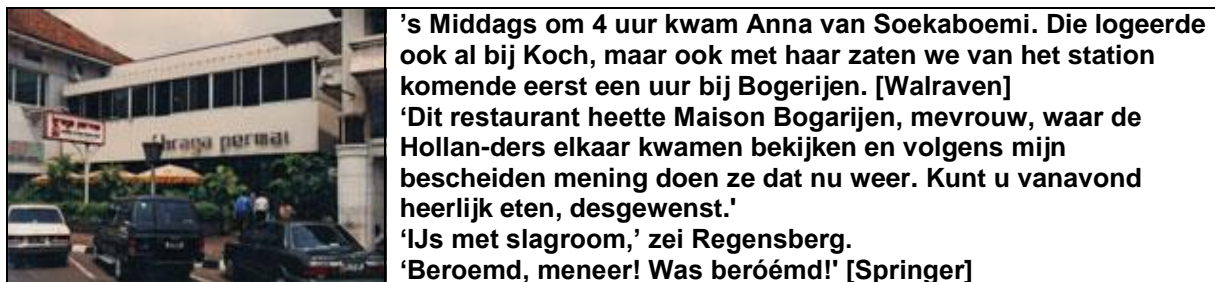 braga permai
’s Middags om 4 uur kwam Anna van Soekaboemi. Die logeerde
ook al bij Koch, maar ook met haar zaten we van het station
komende eerst een uur bij Bogerijen. [Walraven]
‘Dit restaurant heette Maison Bogarijen, mevrouw, waar de
Hollan-ders elkaar kwamen bekijken en volgens mijn
bescheiden mening doen ze dat nu weer. Kunt u vanavond
heerlijk eten, desgewenst.'
‘IJs met slagroom,’ zei Regensberg.
‘Beroemd, meneer! Was beróémd!' [Springer]